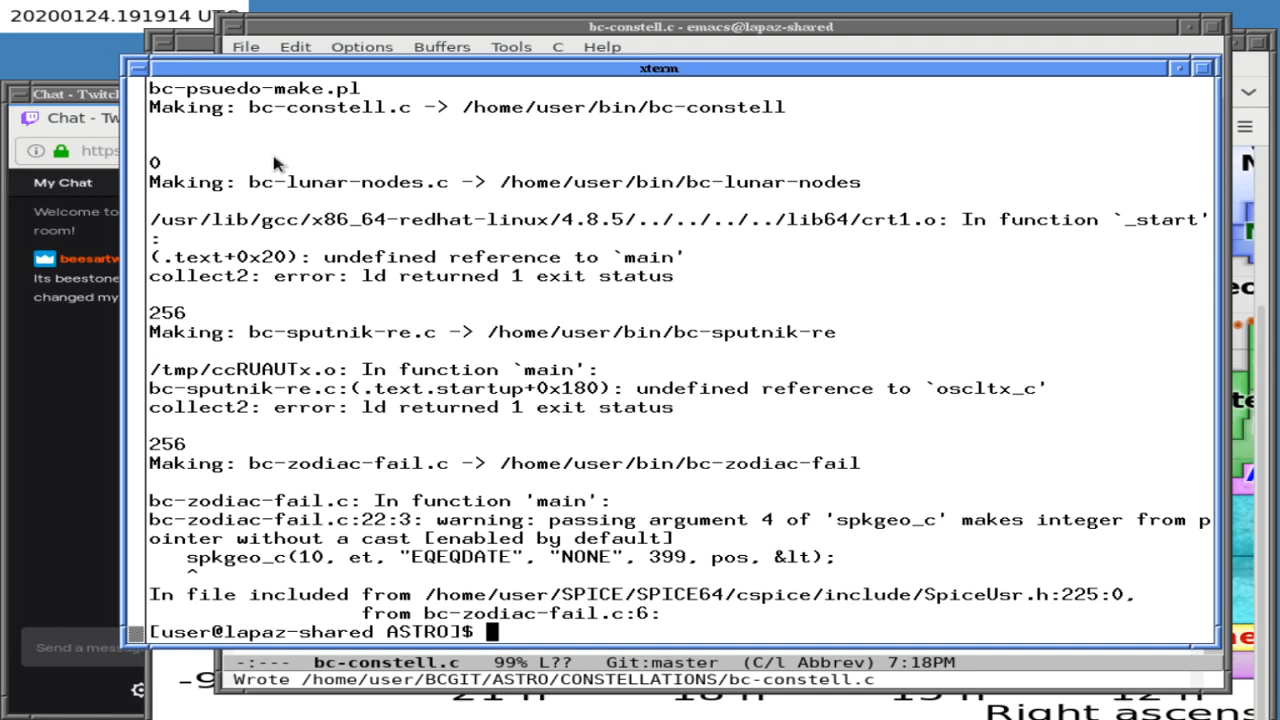 20200124.191914 UTC
bc-constell.c - emacs@lapaz-shared
File Edit Options Buffers Tools C Help
xterm
Chat - Twitch
Chat - Tw
https
My Chat
Welcome to
room!
beesartw
Its beestone
changed my
Send a mess
bc-psuedo-make.pl
Making: bc-constell.c -> /home/user/bin/bc-constell
0
Making: bc-lunar-nodes.c -> /home/user/bin/bc-lunar-nodes
/usr/lib/gcc/x86_64-redhat-linux/4.8.5/../../../../lib64/crt1.o: In function `_start'
:
(.text+0x20): undefined reference to `main'
collect2: error: ld returned 1 exit status
256
Making: bc-sputnik-re.c -> /home/user/bin/bc-sputnik-re
/tmp/ccRUAUTx.o: In function `main':
bc-sputnik-re.c:(.text.startup+0x180): undefined reference to `oscltx_c'
collect2: error: ld returned 1 exit status
256
Making: bc-zodiac-fail.c -> /home/user/bin/bc-zodiac-fail
bc-zodiac-fail.c: In function 'main':
bc-zodiac-fail.c:22:3: warning: passing argument 4 of 'spkgeo_c' makes integer from p
ointer without a cast [enabled by default]
spkgeo_c(10, et, "EQEQDATE", "NONE", 399, pos, &lt);
^
In file included from /home/user/SPICE/SPICE64/cspice/include/SpiceUsr.h:225:0,
from bc-zodiac-fail.c:6:
[user@lapaz-shared ASTRO]$
-:--- bc-constell.c 99% L?? Git:master (C/l Abbrev) 7:18PM
Wrote /home/user/BCGIT/ASTRO/CONSTELLATIONS/bc-constell.c
Right ascens